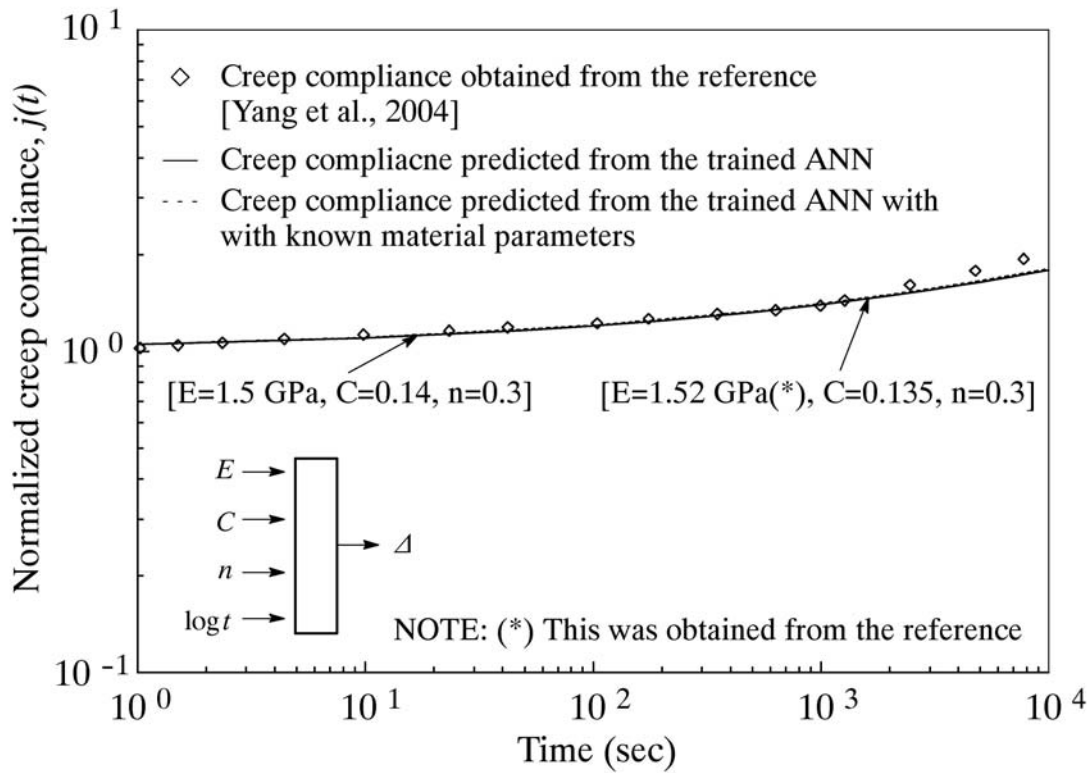 10 1
Creep compliance obtained from the reference
[Yang et al., 2004]
Creep compliacne predicted from the trained ANN
Creep compliance predicted from the trained ANN with
with known material parameters
Normalized creep compliance, j(t)
10 0
[E=1.5 GPa, C=0.14, n=0.3]
[E=1.52 GPa(*), C=0.135, n=0.3]
E
C
Δ
n
log t
NOTE: (*) This was obtained from the reference
10 -1
10 0
10 1
10 2
10 3
10 4
Time (sec)